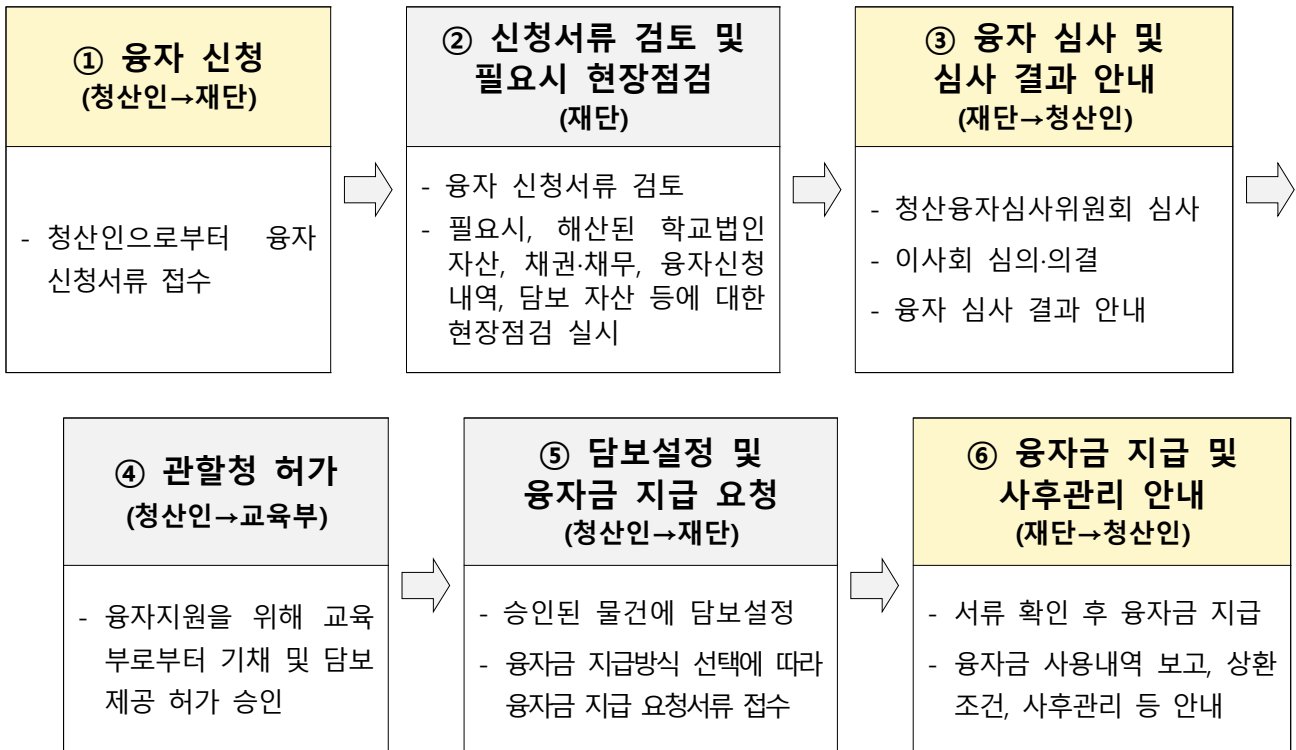 ① 융자 신청
(청산인→재단)
- 청산인으로부터 융자
신청서류 접수
② 신청서류 검토 및
필요시 현장점검
(재단)
- 융자 신청서류 검토
- 필요시, 해산된 학교법인
자산, 채권·채무, 융자신청
내역, 담보 자산 등에 대한
현장점검 실시
③ 융자 심사 및
심사 결과 안내
(재단→청산인)
- 청산융자심사위원회 심사
- 이사회 심의·의결
- 융자 심사 결과 안내
④ 관할청 허가
(청산인→교육부)
- 융자지원을 위해 교육
부로부터 기채 및 담보
제공 허가 승인
⑤ 담보설정 및
융자금 지급 요청
(청산인→재단)
- 승인된 물건에 담보설정
- 융자금 지급방식 선택에 따라
융자금 지급 요청서류 접수
⑥ 융자금 지급 및
사후관리 안내
(재단→청산인)
- 서류 확인 후 융자금 지급
- 융자금 사용내역 보고, 상환
조건, 사후관리 등 안내